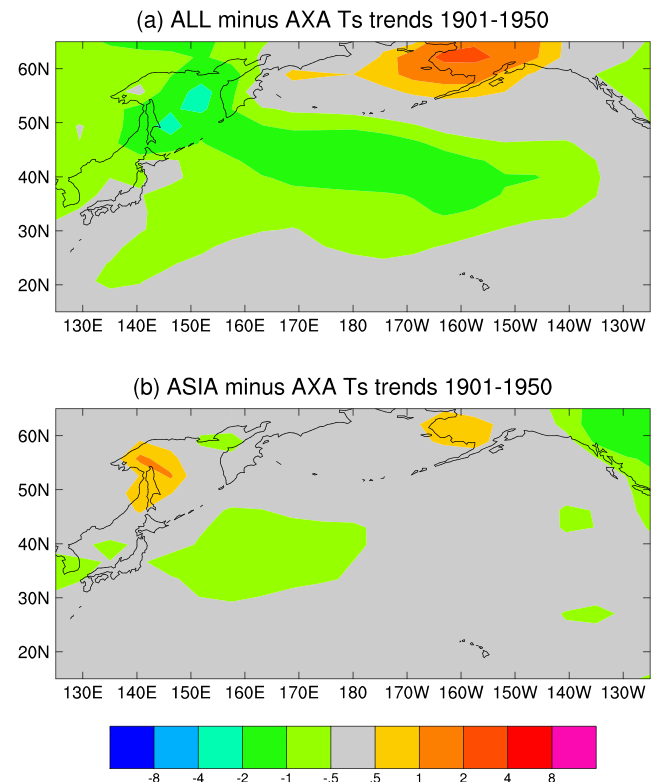 (a) ALL minus AXA Ts trends 1901-1950
60N
50N
40N
30N
20N
130E 140E 150E 160E 170E 180 170W 160W 150W 140W 130W
(b) ASIA minus AXA Ts trends 1901-1950
60N
50N
40N
30N
20N
130E 140E 150E 160E 170E 180 170W 160W 150W 140W 130W
-8 -4 -2 -1 -.5 .5 1 2 4 8